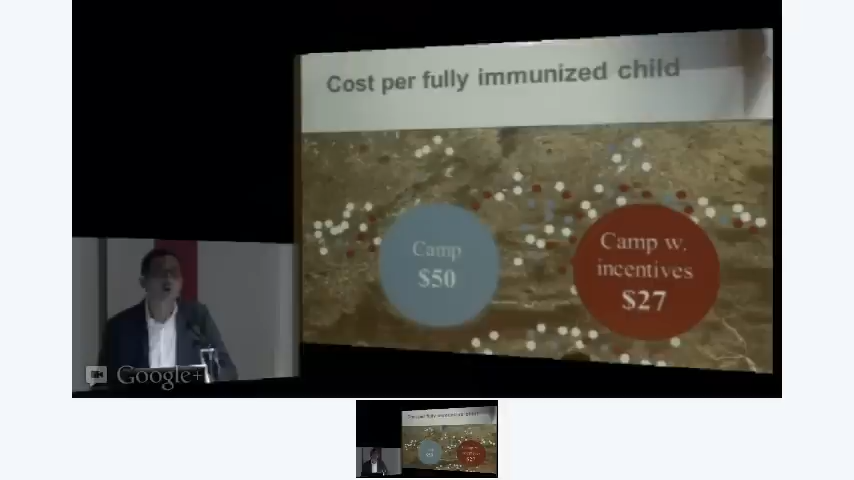 Cost per fully immunized child
Camp
$50
Camp w.
incentives
$27
Google+